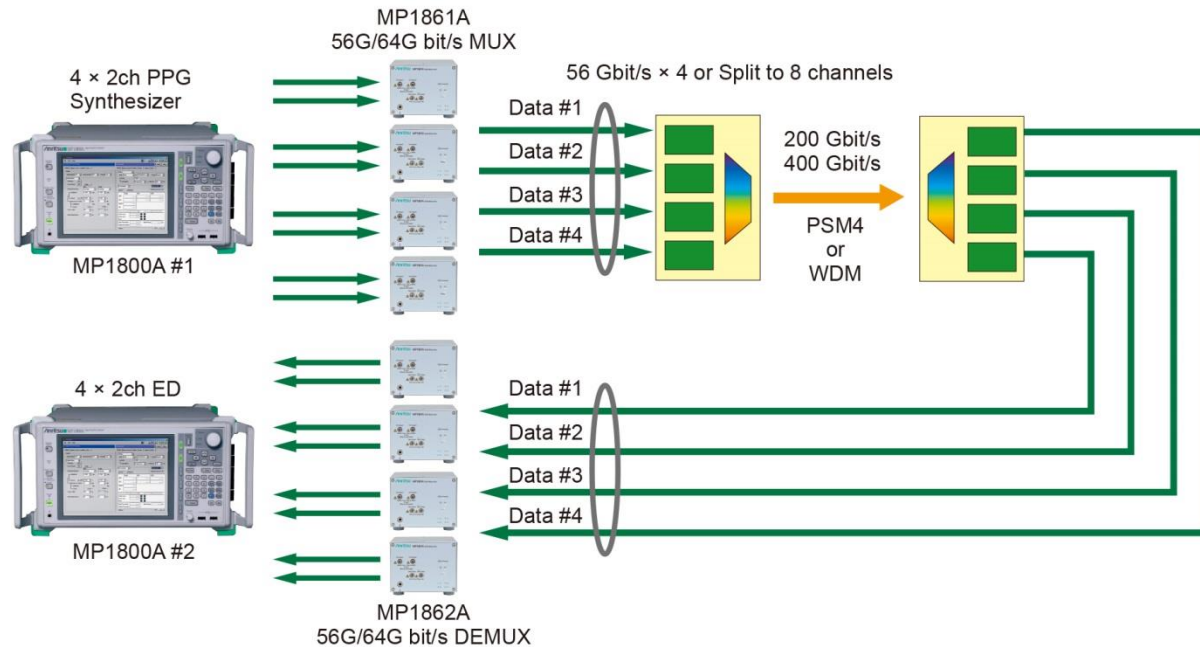 MP1861A
56G/64G bit/s MUX
4 × 2ch PPG
Synthesizer
MP1800A #1
56 Gbit/s × 4 or Split to 8 channels
Data #1
Data #2
Data #3
Data #4
200 Gbit/s
400 Gbit/s
PSM4
or
WDM
4 × 2ch ED
MP1800A #2
Data #1
Data #2
Data #3
Data #4
MP1862A
56G/64G bit/s DEMUX